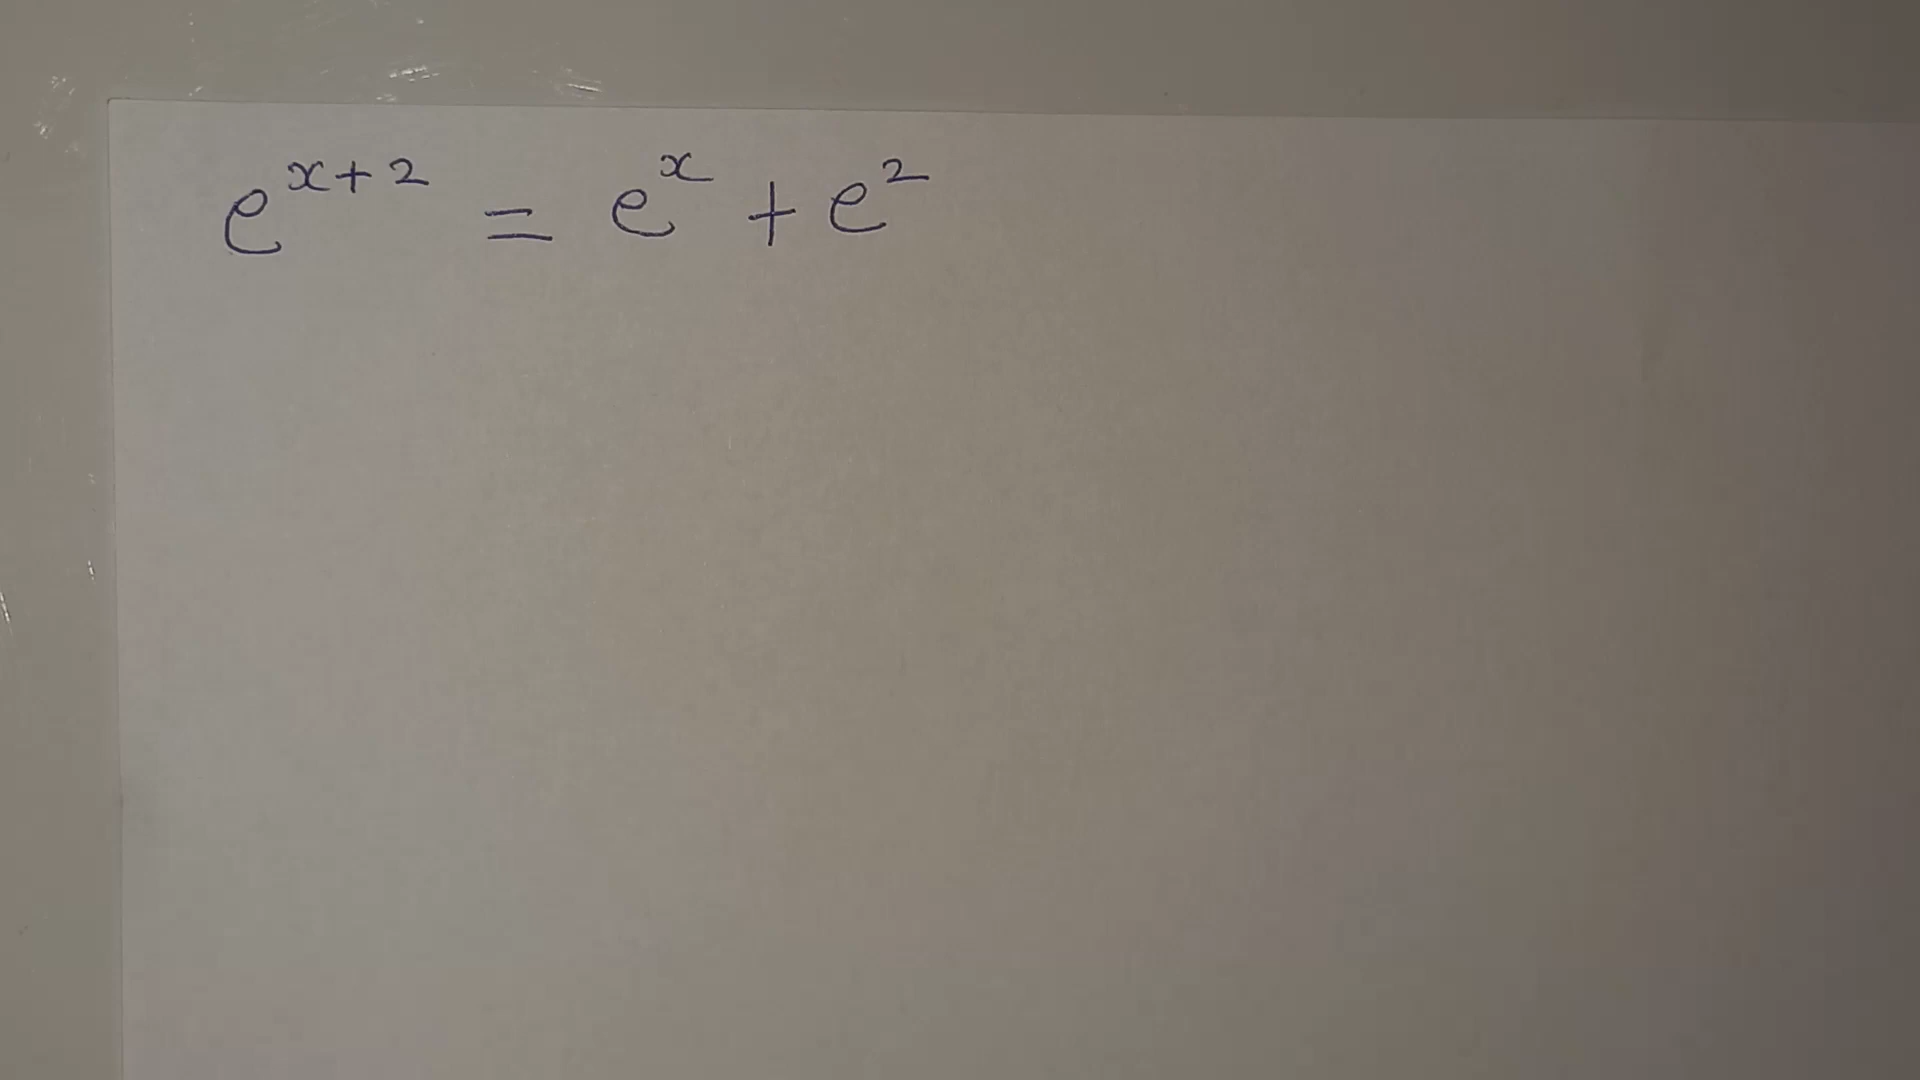 e^{x+2} = e^x + e^2